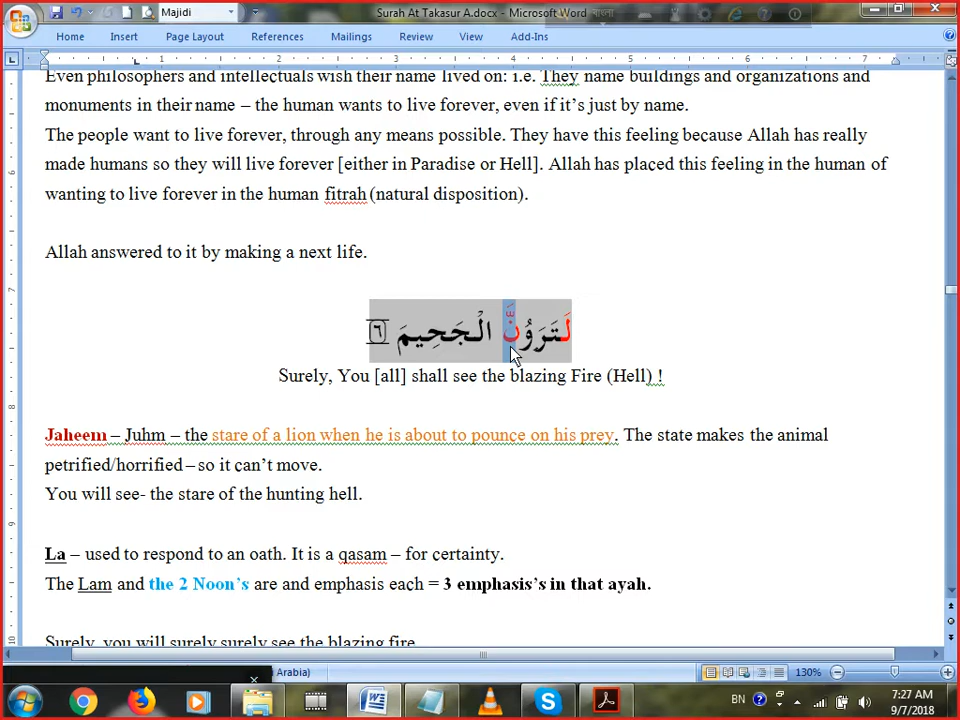 Majidi
Surah At Takasur A.docx - Microsoft Word
Home Insert Page Layout References Mailings Review View Add-Ins
1 2 3 4 5 6 7
Even philosophers and intellectuals wish their name lived on: i.e. They name buildings and organizations and
monuments in their name – the human wants to live forever, even if it's just by name.
The people want to live forever, through any means possible. They have this feeling because Allah has really
made humans so they will live forever [either in Paradise or Hell]. Allah has placed this feeling in the human of
wanting to live forever in the human fitrah (natural disposition).
Allah answered to it by making a next life.
لَتَرَوُنَّ الْجَحِيمَ ٦
Surely, You [all] shall see the blazing Fire (Hell) !
Jaheem – Juhm – the stare of a lion when he is about to pounce on his prey. The state makes the animal
petrified/horrified – so it can't move.
You will see- the stare of the hunting hell.
La – used to respond to an oath. It is a qasam – for certainty.
The Lam and the 2 Noon's are and emphasis each = 3 emphasis's in that ayah.
Surely, you will surely surely see the blazing fire
Arabia) 130%
BN 7:27 AM
9/7/2018